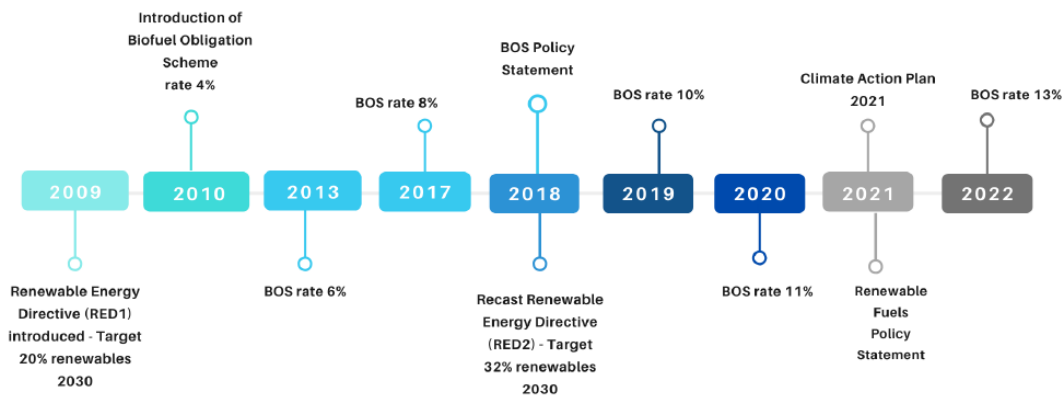 Introduction of
Biofuel Obligation
Scheme
rate 4%
BOS rate 8%
BOS Policy
Statement
BOS rate 10%
Climate Action Plan
2021
BOS rate 13%
2009
2010
2013
2017
2018
2019
2020
2021
2022
Renewable Energy
Directive (RED1)
introduced - Target
20% renewables
2030
BOS rate 6%
Recast Renewable
Energy Directive
(RED2) - Target
32% renewables
2030
BOS rate 11%
Renewable
Fuels
Policy
Statement